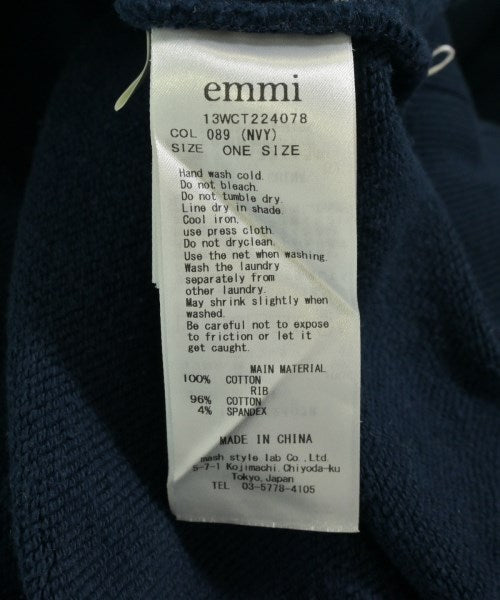 emmi
13WCT224078
COL 089 (NVY)
SIZE ONE SIZE
Hand wash cold.
Do not bleach.
Do not tumble dry.
Line dry in shade.
Cool iron.
use press cloth.
Do not dryclean.
Use the net when washing.
Wash the laundry
separately from
other laundry.
May shrink slightly when
washed.
Be careful not to expose
to friction or let it
get caught.
MAIN MATERIAL
100% COTTON
RIB
96% COTTON
4% SPANDEX
MADE IN CHINA
mash style lab Co.,Ltd.
5-7-1 Kojimachi, Chiyoda-ku
Tokyo, Japan
TEL 03-5778-4105